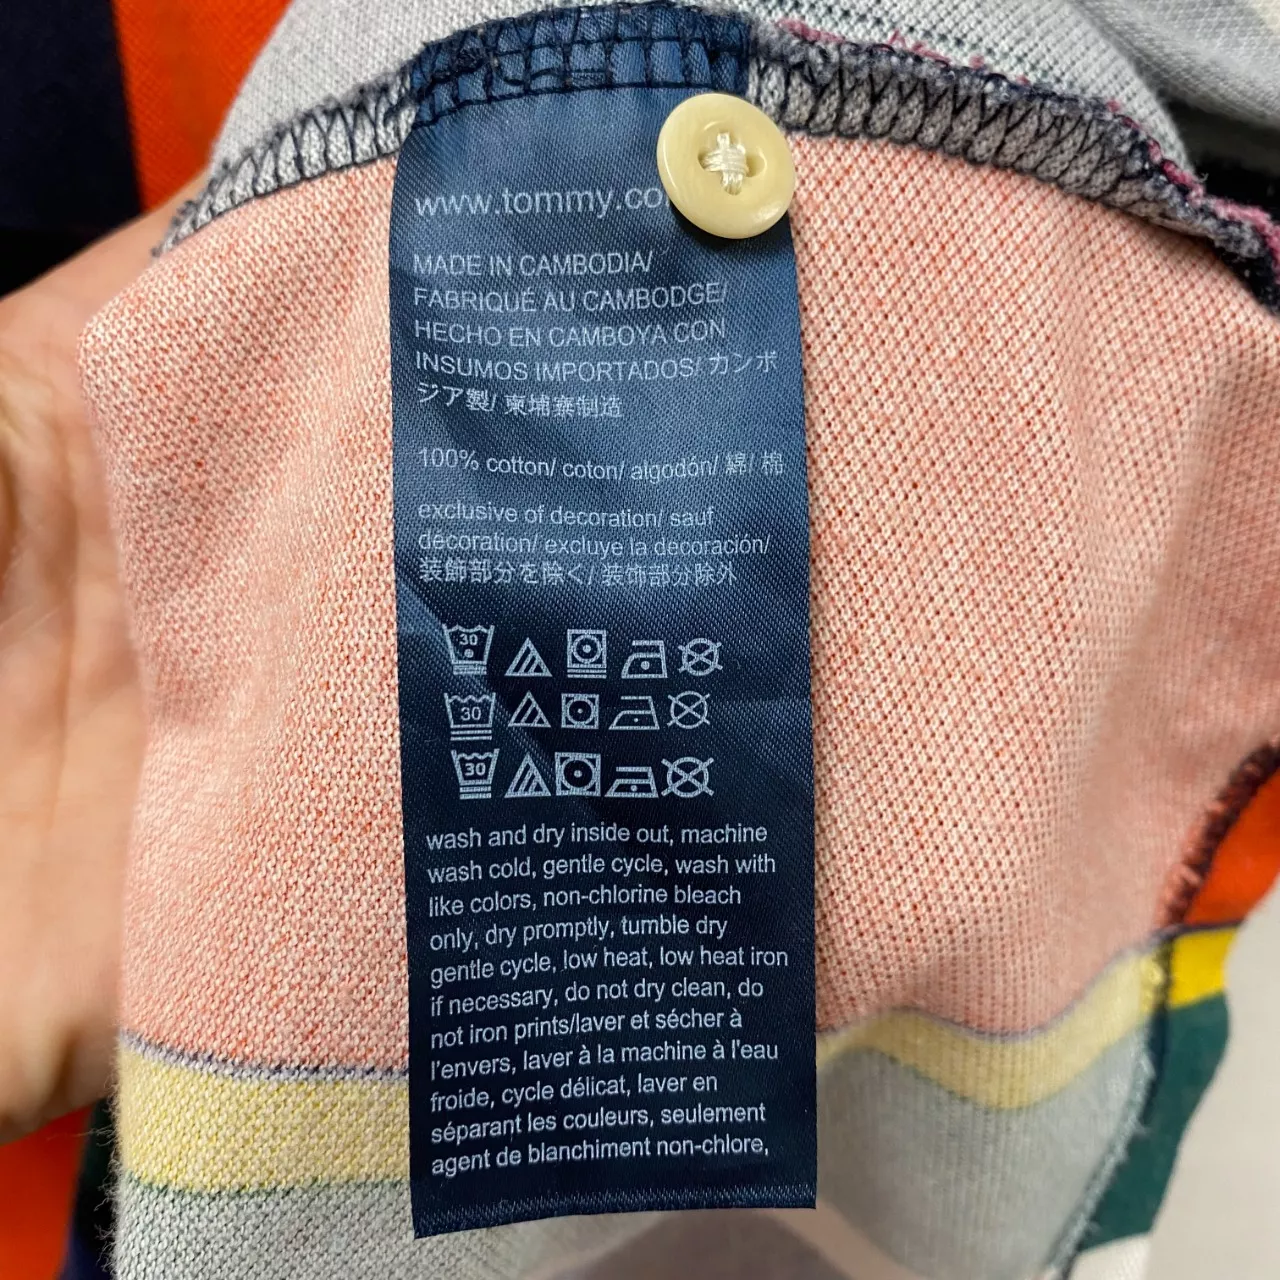 www.tommy.co
MADE IN CAMBODIA/
FABRIQUÉ AU CAMBODGE/
HECHO EN CAMBOYA CON
INSUMOS IMPORTADOS/ カンボ
ジア製/ 柬埔寨制造
100% cotton/ coton/ algodón/ 綿/ 棉
exclusive of decoration/ sauf
décoration/ excluye la decoración/
装飾部分を除く/ 装饰部分除外
30
30
30
wash and dry inside out, machine
wash cold, gentle cycle, wash with
like colors, non-chlorine bleach
only, dry promptly, tumble dry
gentle cycle, low heat, low heat iron
if necessary, do not dry clean, do
not iron prints/laver et sécher à
l'envers, laver à la machine à l'eau
froide, cycle délicat, laver en
séparant les couleurs, seulement
agent de blanchiment non-chlore,